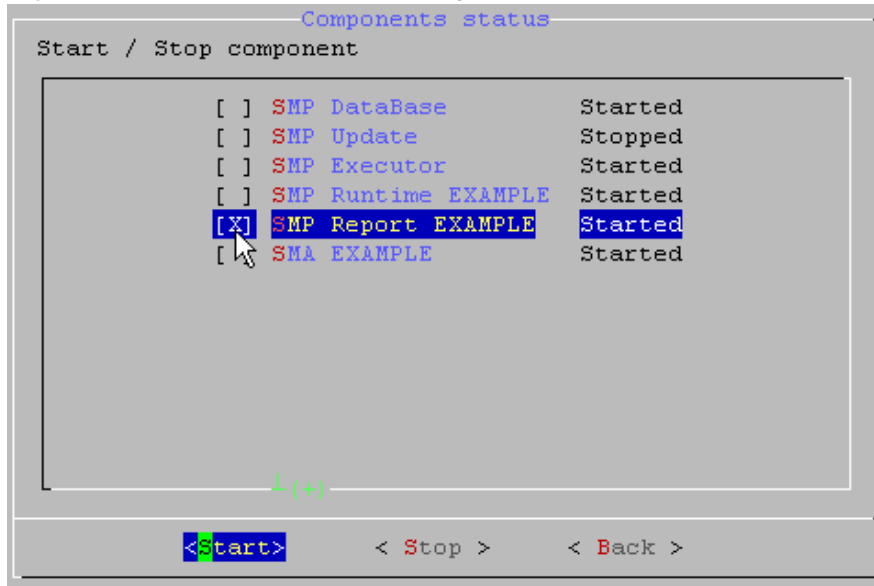 Components status
Start / Stop component
[ ] SMP DataBase Started
[ ] SMP Update Stopped
[ ] SMP Executor Started
[ ] SMP Runtime EXAMPLE Started
[X] SMP Report EXAMPLE Started
[ ] SMA EXAMPLE Started
(+)
<Start> < Stop > < Back >